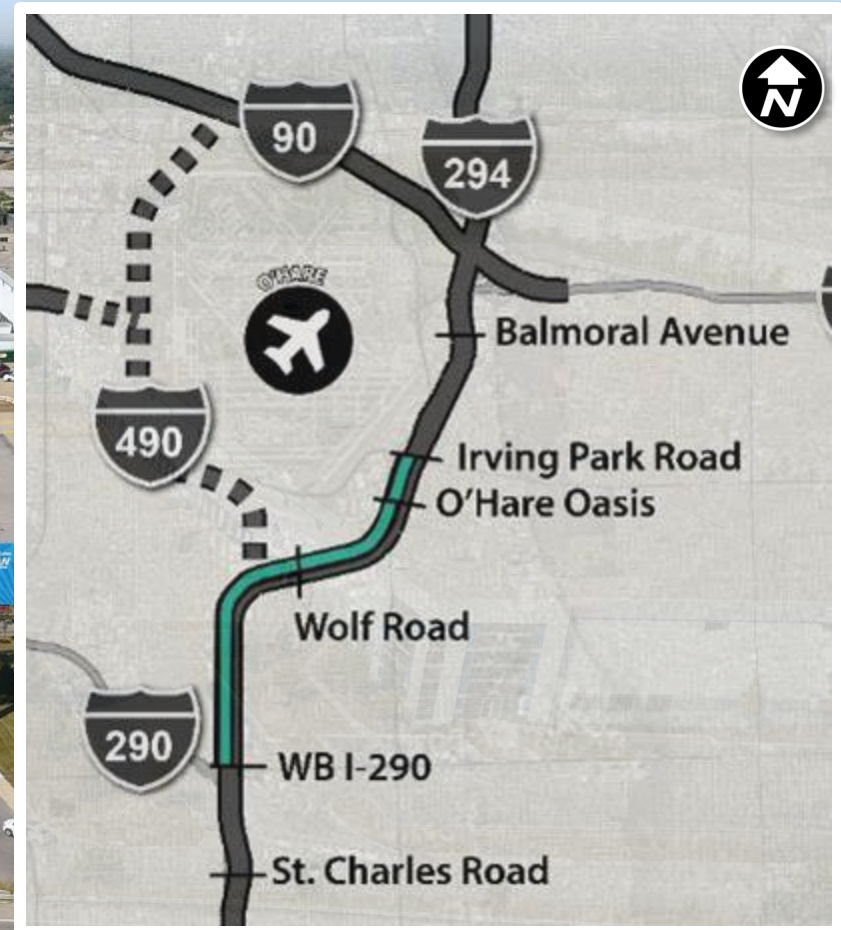 N
90
294
O'HARE
Balmoral Avenue
490
Irving Park Road
O'Hare Oasis
Wolf Road
290
WB I-290
St. Charles Road